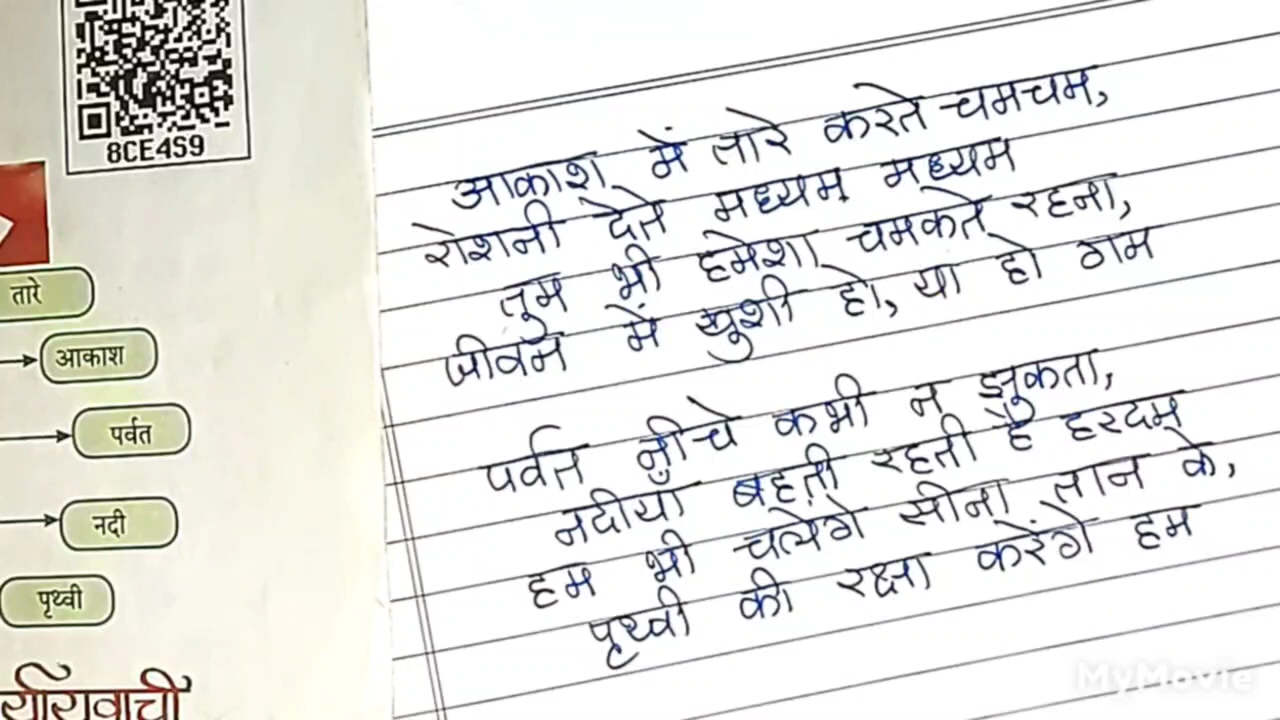 8CE4S9
तारे
आकाश
पर्वत
नदी
पृथ्वी
र्यायवाची
आकाश में तारे करते चमचम,
रोशनी देते मध्यम मध्यम
तुम भी हमेशा चमकते रहना,
जीवन में खुशी हो, या हो गम
पर्वत नीचे कभी न झुकता,
नदीया बहती रहती है हरदम
हम भी चलेंगे सीना तान के,
पृथ्वी की रक्षा करेंगे हम
MyMovie